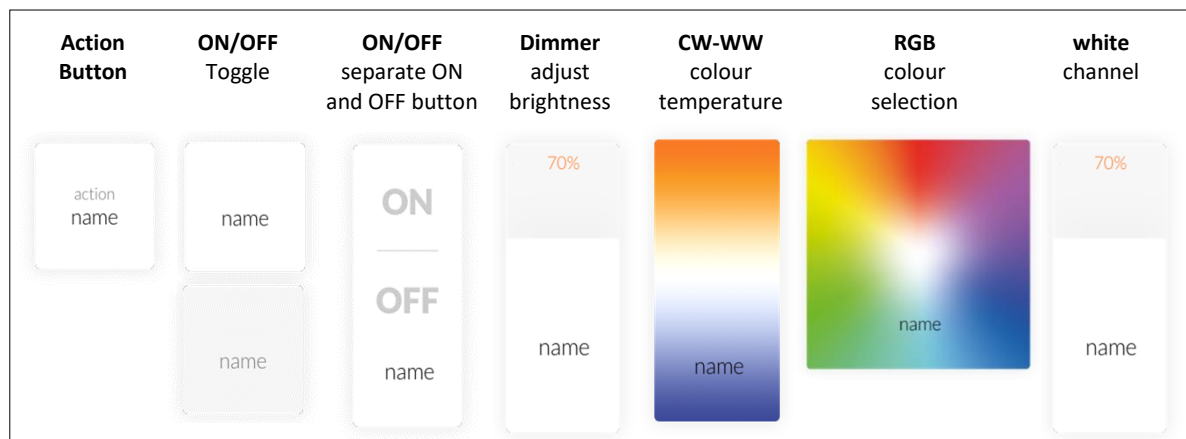 Action
Button
ON/OFF
Toggle
ON/OFF
separate ON
and OFF button
Dimmer
adjust
brightness
CW-WW
colour
temperature
RGB
colour
selection
white
channel
action
name
name
name
ON
OFF
name
70%
name
name
name
70%
name